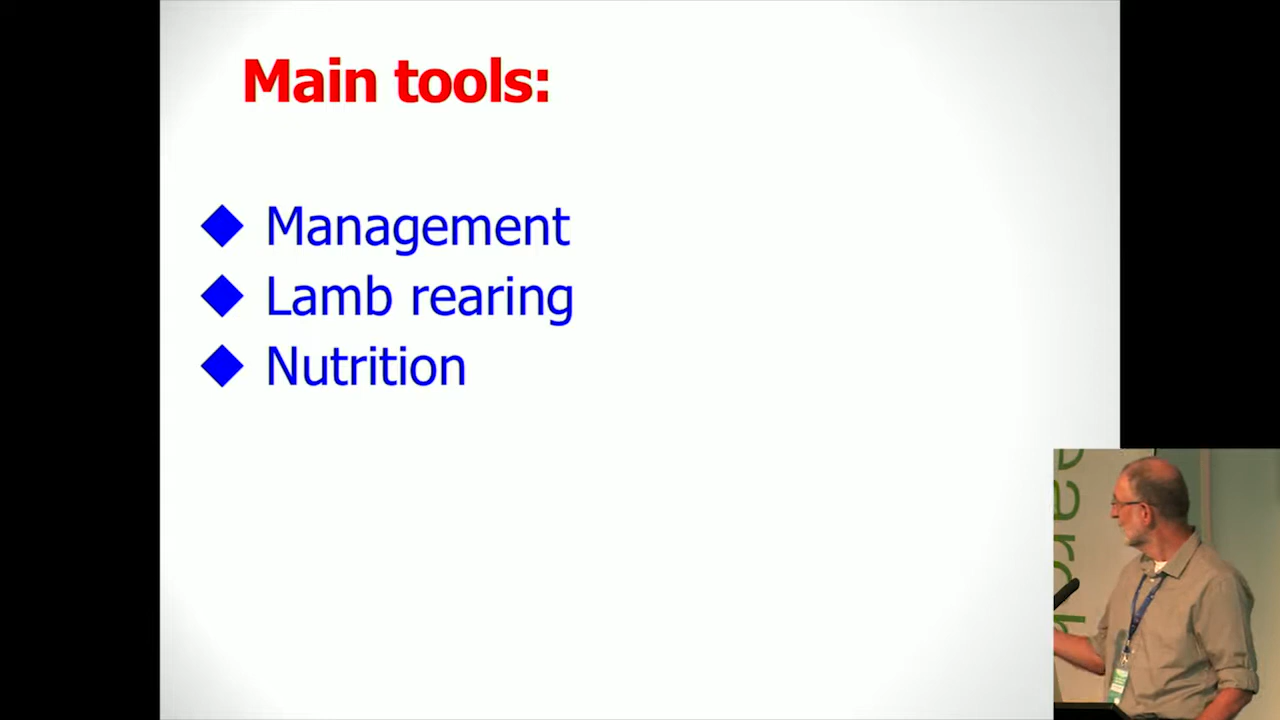 Main tools:
Management
Lamb rearing
Nutrition